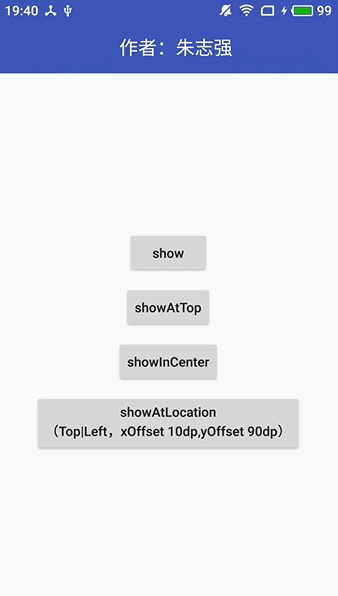 19:40 99
作者：朱志强
show
showAtTop
showInCenter
showAtLocation
（Top|Left，xOffset 10dp,yOffset 90dp）